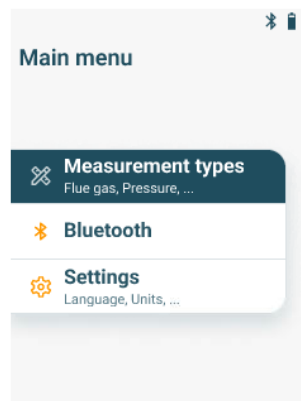 Main menu
Measurement types
Flue gas, Pressure, ...
Bluetooth
Settings
Language, Units, ...